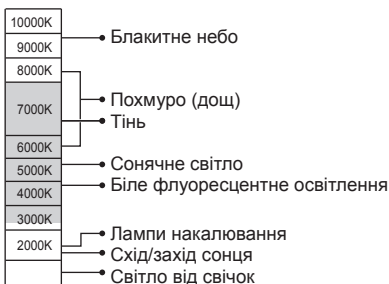 10000K
9000K
Блакитне небо
8000K
7000K
Похмуро (дощ)
Тінь
6000K
5000K
Сонячне світло
4000K
Біле флуоресцентне освітлення
3000K
2000K
Лампи накалювання
Схід/захід сонця
Світло від свічок